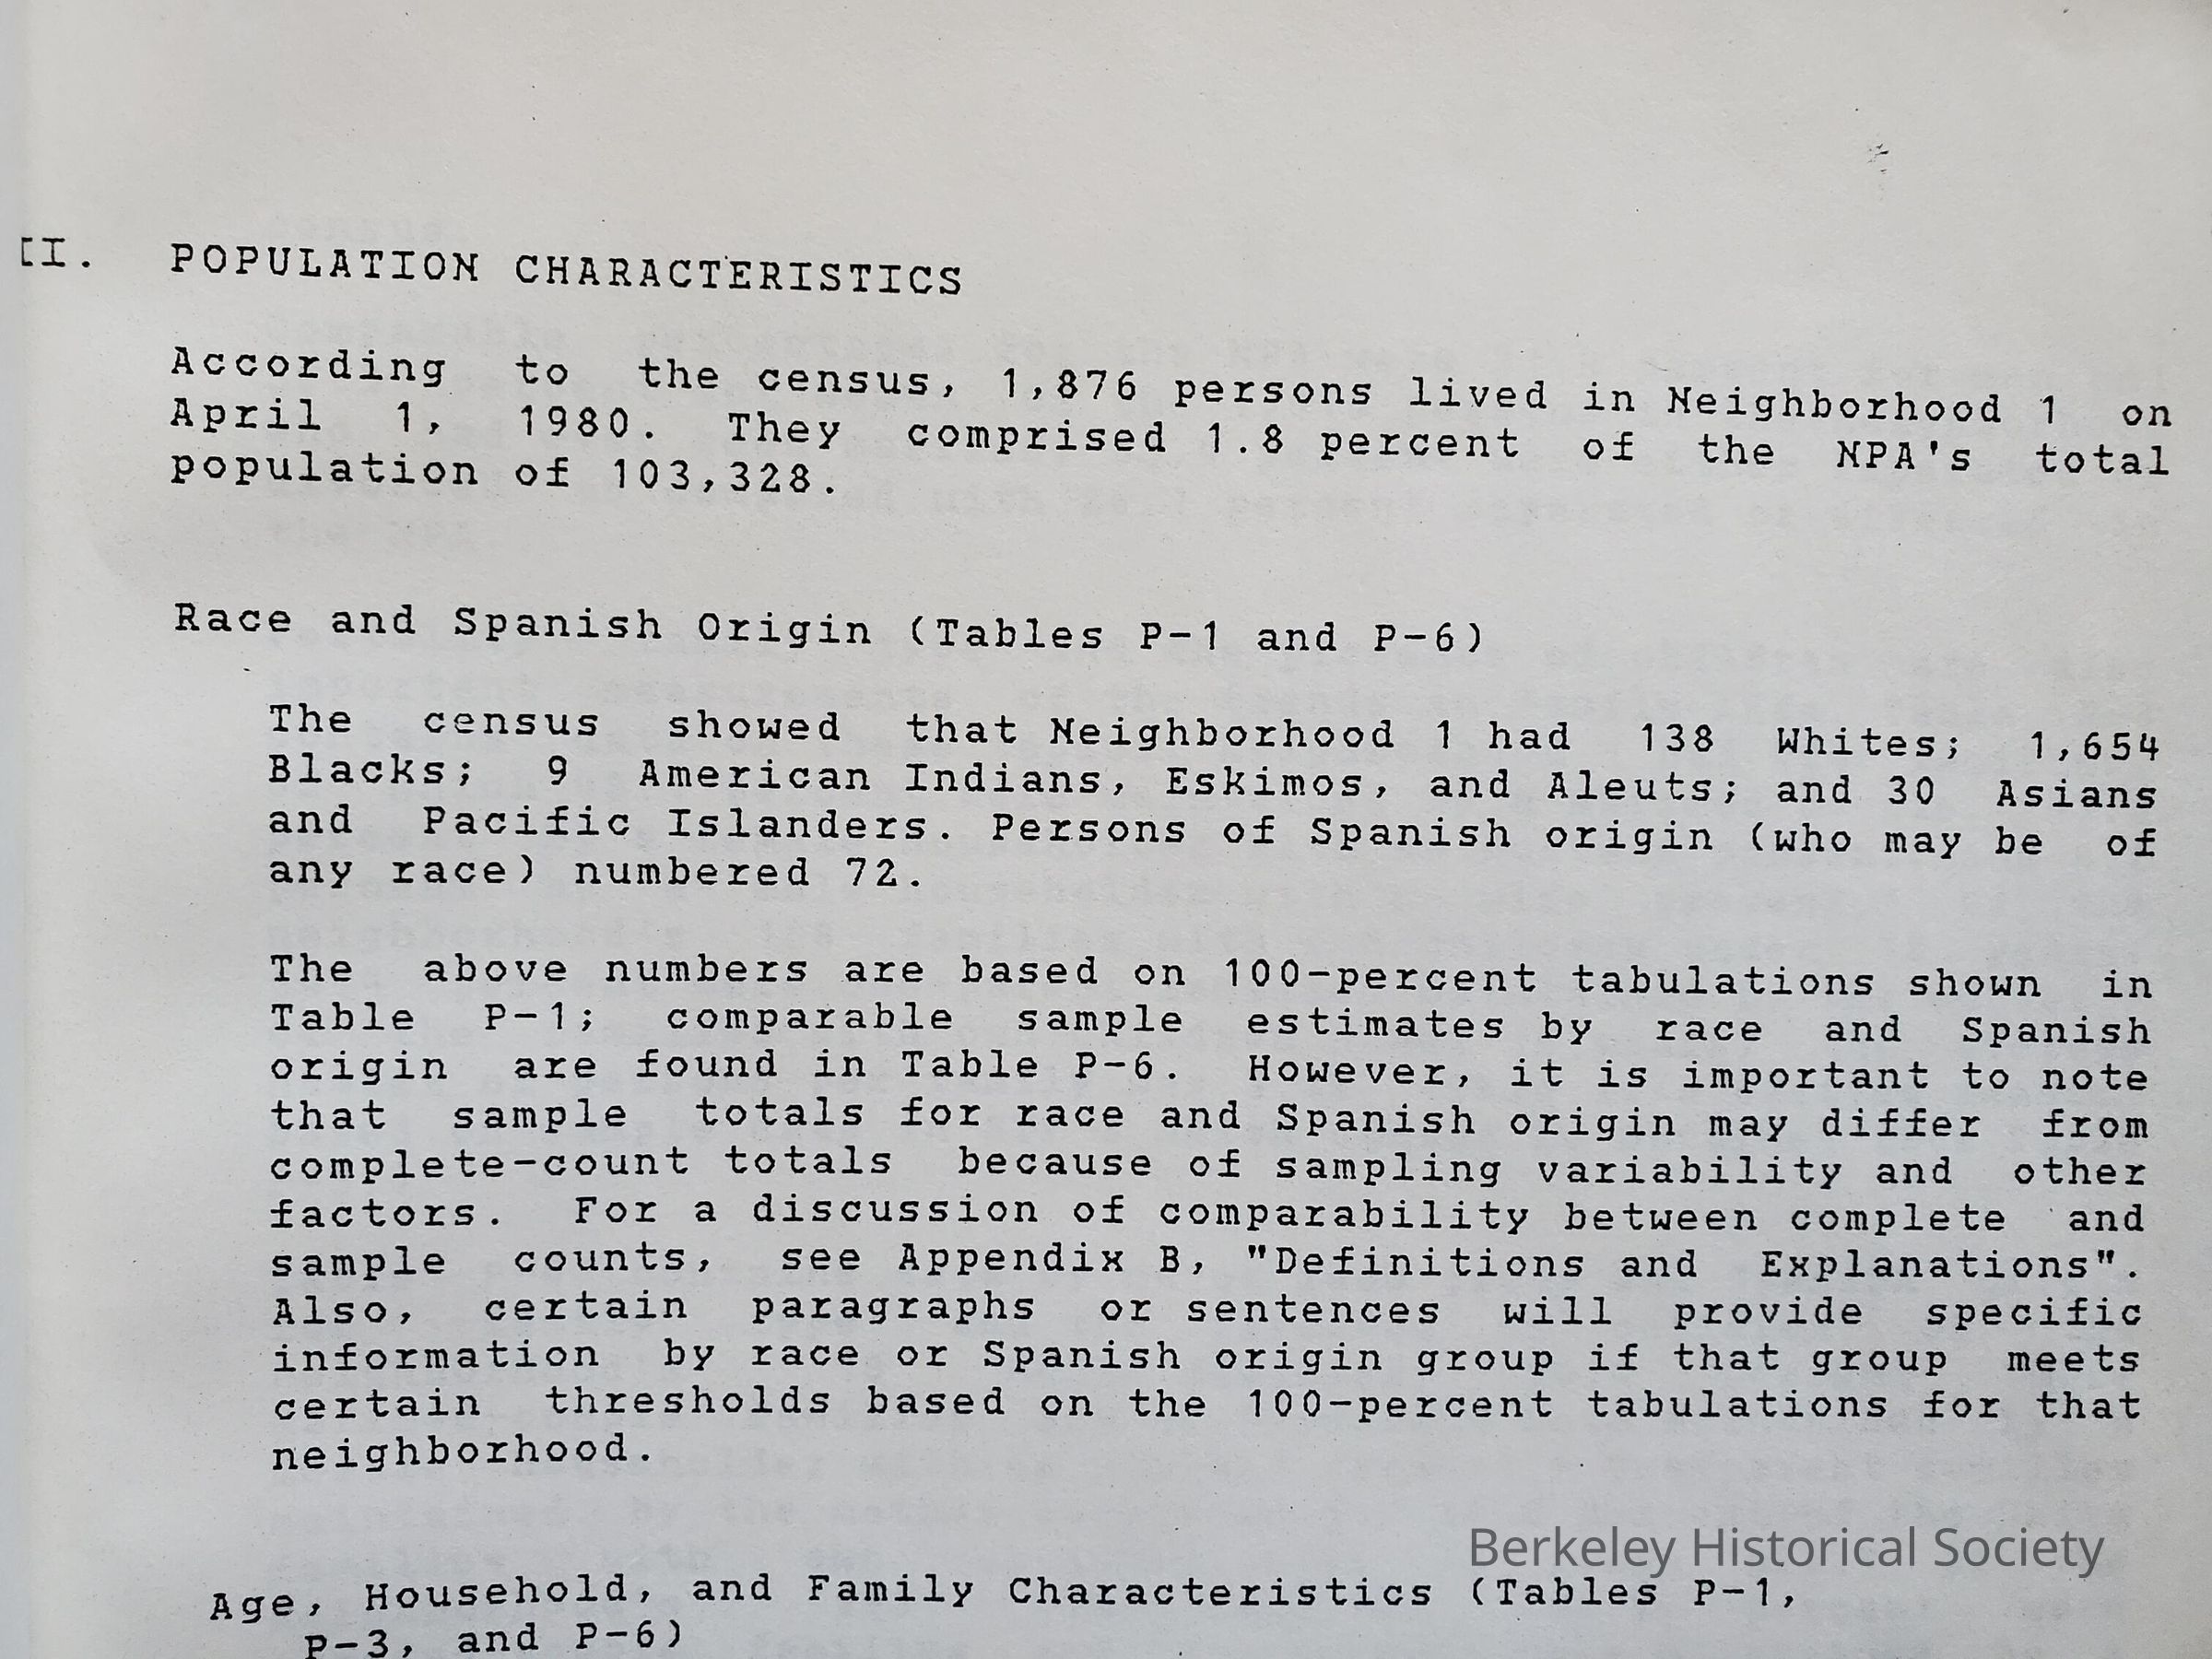 II. POPULATION CHARACTERISTICS
According to the census, 1,876 persons lived in Neighborhood 1 on
April 1, 1980. They comprised 1.8 percent of the NPA's total
population of 103,328.
Race and Spanish Origin (Tables P-1 and P-6)
The census showed that Neighborhood 1 had 138 Whites; 1,654
Blacks; 9 American Indians, Eskimos, and Aleuts; and 30 Asians
and Pacific Islanders. Persons of Spanish origin (who may be of
any race) numbered 72.
The above numbers are based on 100-percent tabulations shown in
Table P-1; comparable sample estimates by race and Spanish
origin are found in Table P-6. However, it is important to note
that sample totals for race and Spanish origin may differ from
complete-count totals because of sampling variability and other
factors. For a discussion of comparability between complete and
sample counts, see Appendix B, "Definitions and Explanations".
Also, certain paragraphs or sentences will provide specific
information by race or Spanish origin group if that group meets
certain thresholds based on the 100-percent tabulations for that
neighborhood.
Berkeley Historical Society
Age, Household, and Family Characteristics (Tables P-1,
P-3, and P-6)